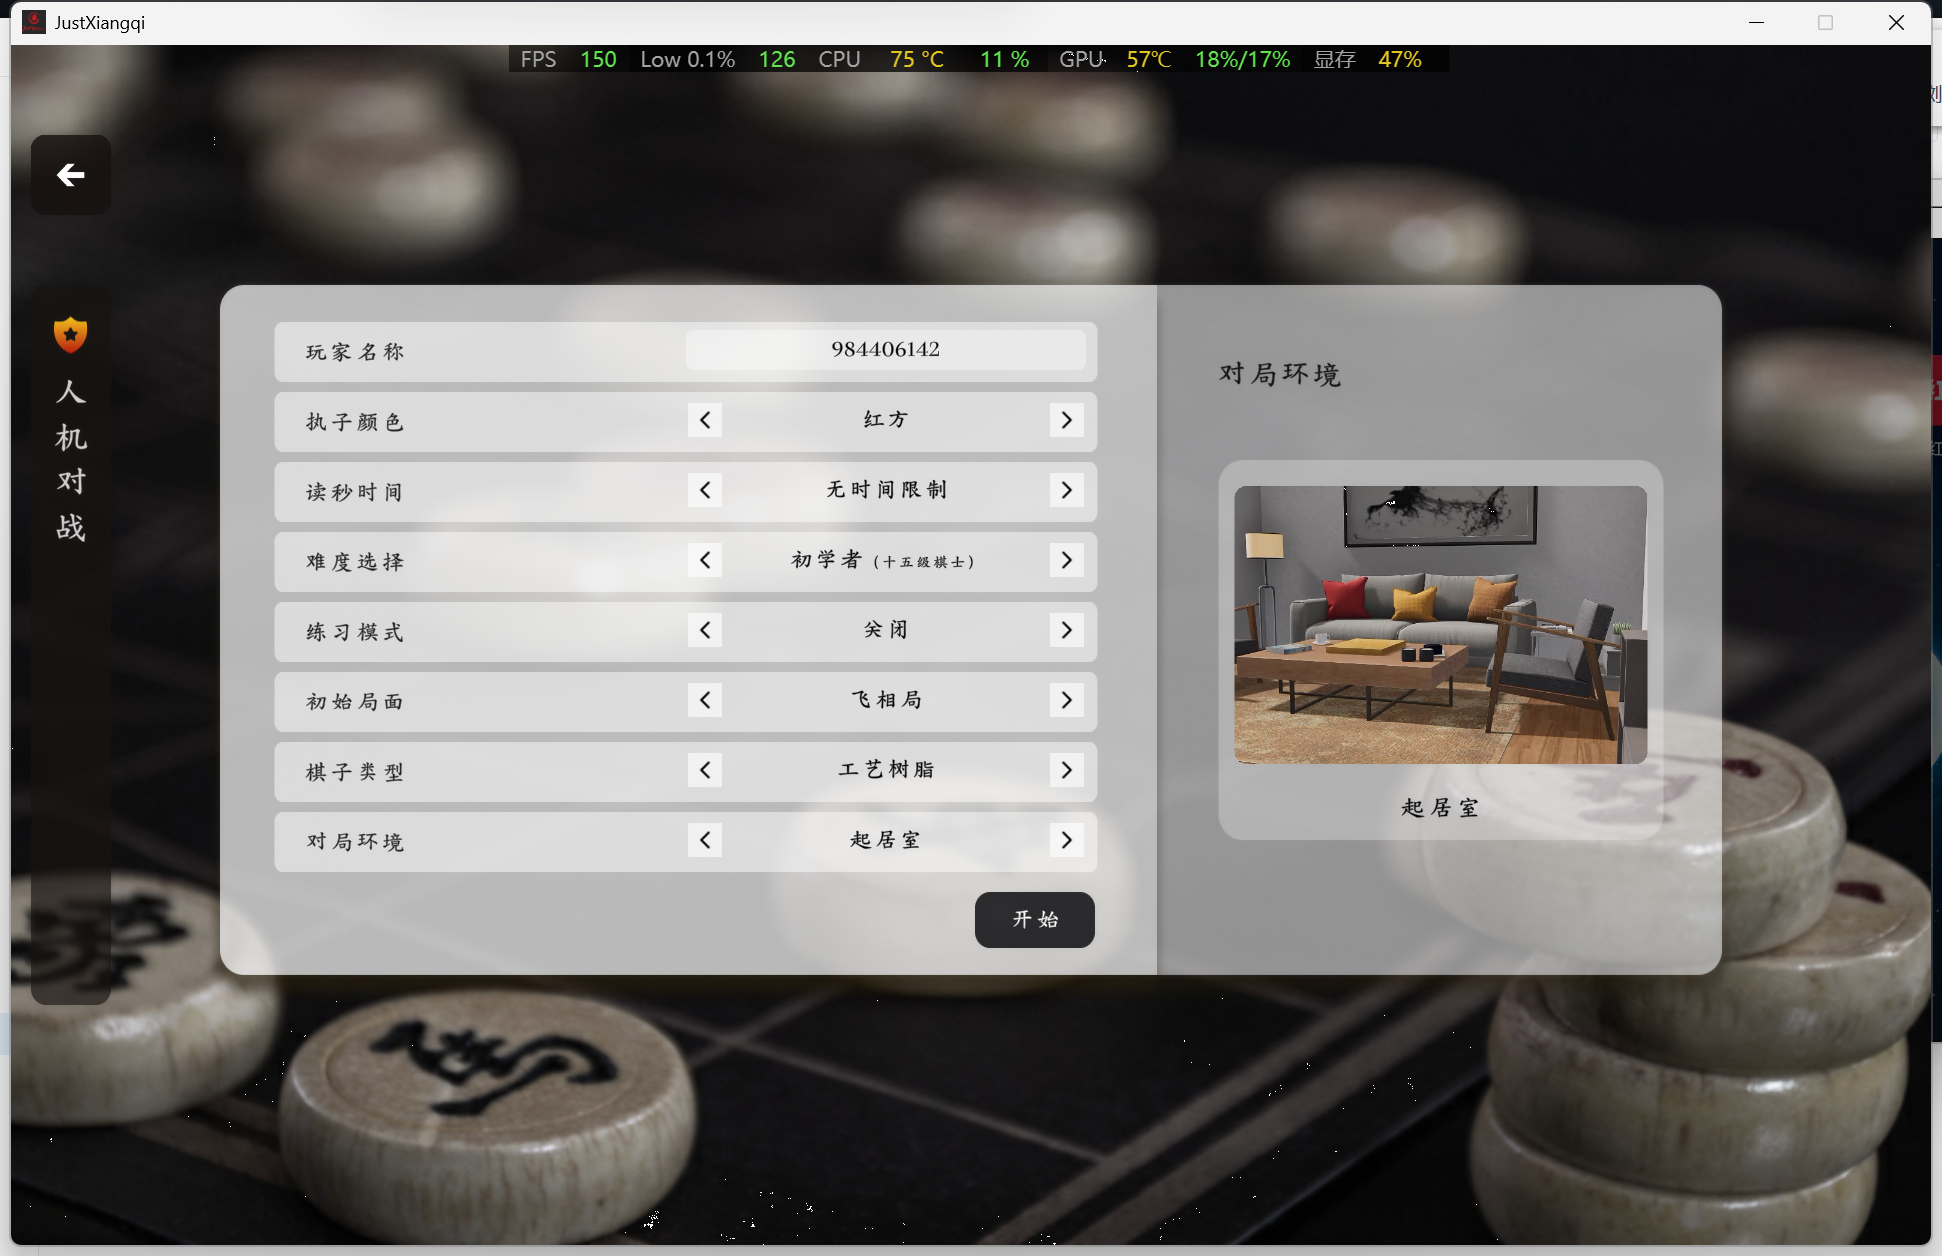 JustXiangqi
FPS 150 Low 0.1% 126 CPU 75 °C 11 % GPU 57℃ 18%/17% 显存 47%
人机对战
玩家名称 984406142
执子颜色 红方
读秒时间 无时间限制
难度选择 初学者 (十五级棋士)
练习模式 关闭
初始局面 飞相局
棋子类型 工艺树脂
对局环境 起居室
开始
对局环境
起居室